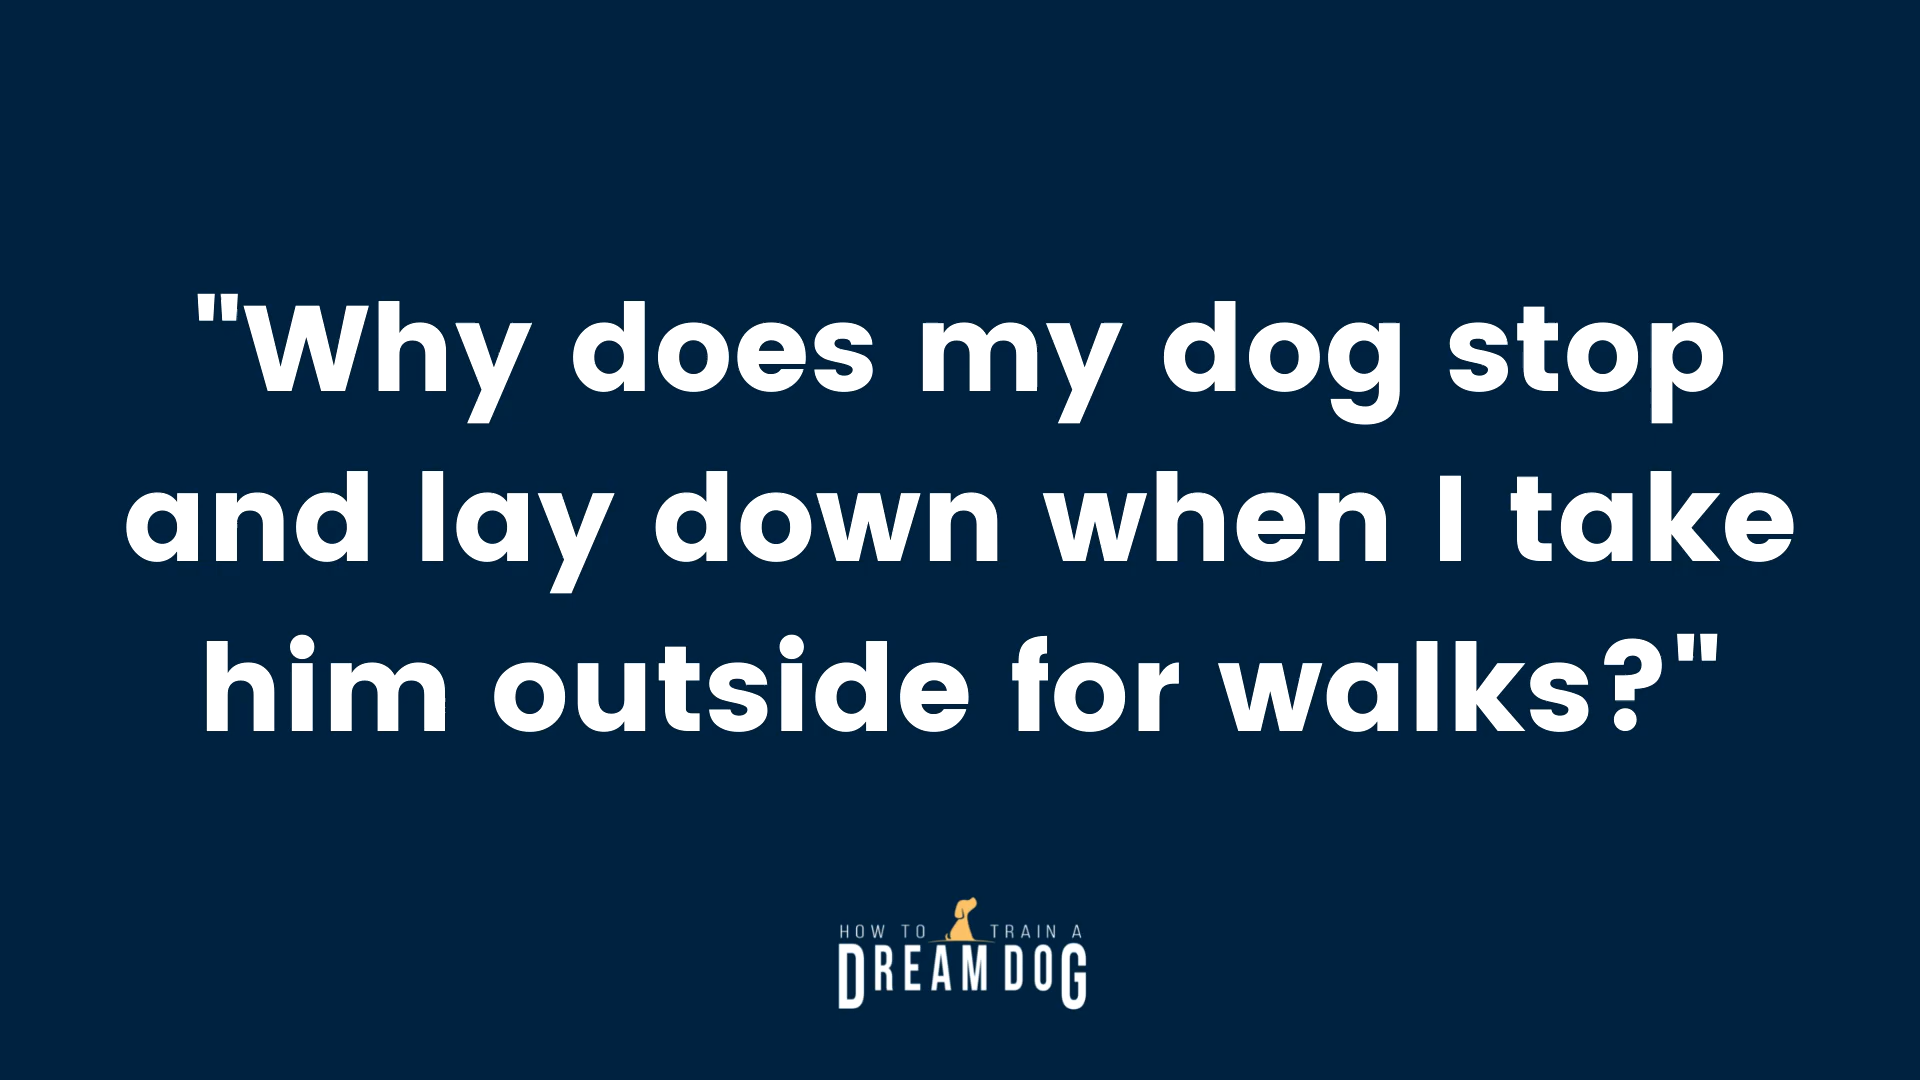 "Why does my dog stop
and lay down when I take
him outside for walks?"
HOW TO TRAIN A
DREAM DOG